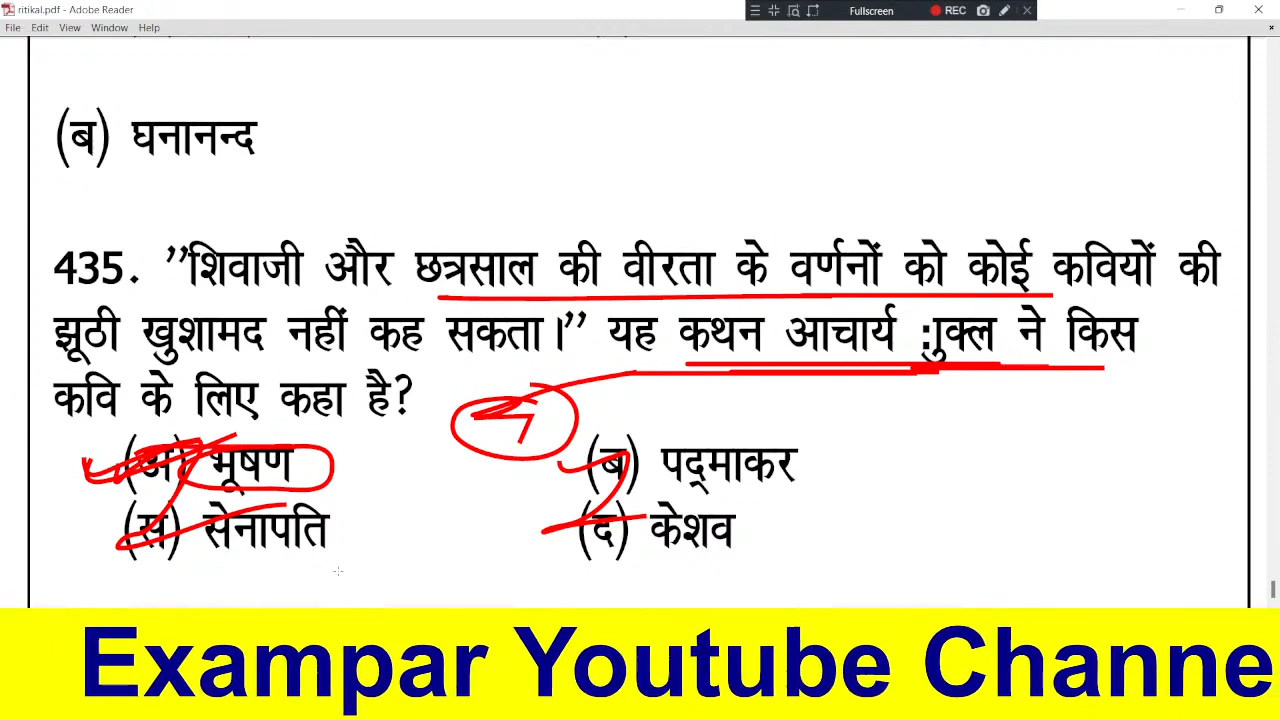 ritikal.pdf - Adobe Reader
Fullscreen REC
File Edit View Window Help
(ब) घनानन्द
435. ’’शिवाजी और छत्रसाल की वीरता के वर्णनों को कोई कवियों की
झूठी खुशामद नहीं कह सकता।’’ यह कथन आचार्य :ाुक्ल ने किस
कवि के लिए कहा है?
(अ) भूषण (ब) पद्माकर
(स) सेनापति (द) केशव
Exampar Youtube Channe